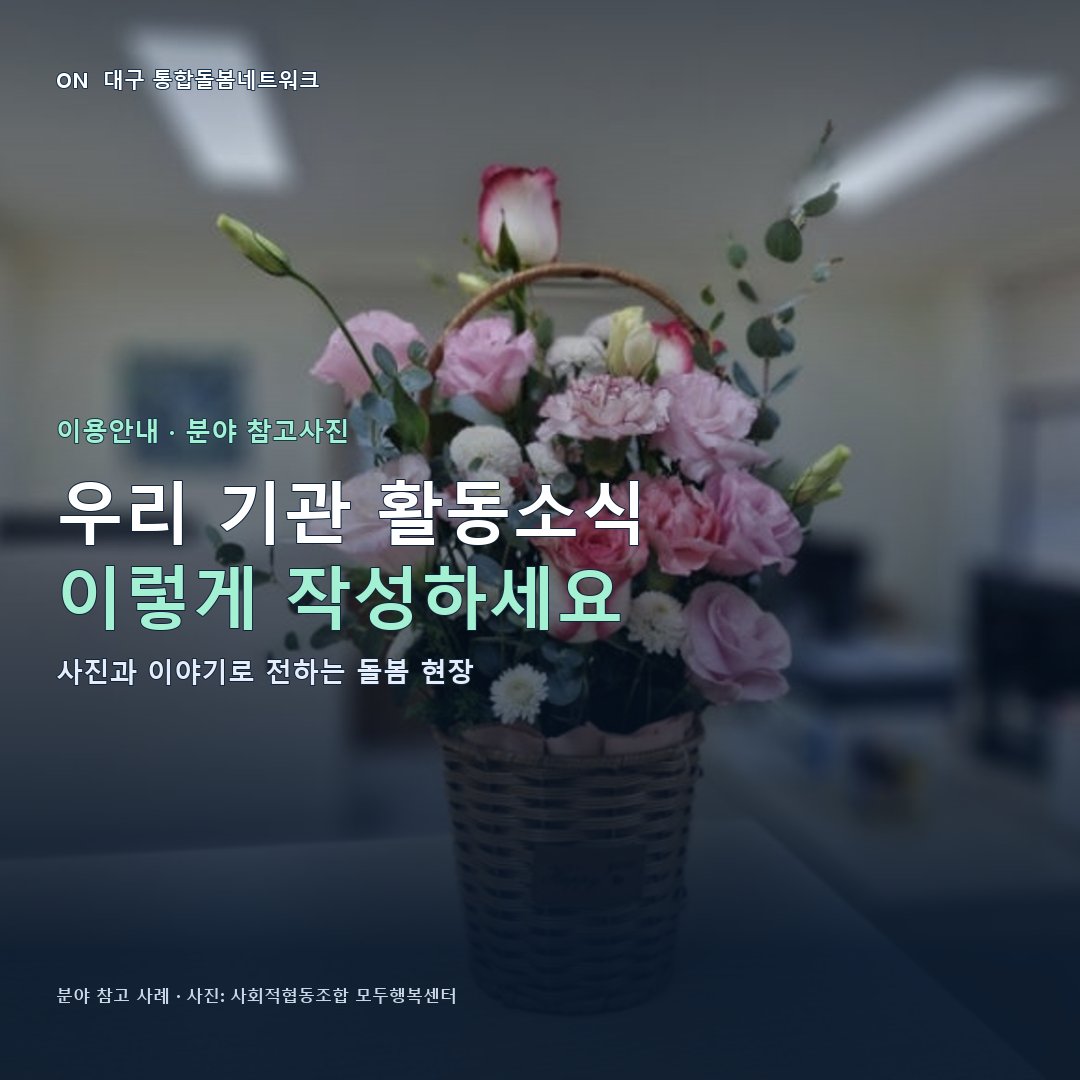 ON 대구 통합돌봄네트워크
이용안내 · 분야 참고사진
우리 기관 활동소식
이렇게 작성하세요
사진과 이야기로 전하는 돌봄 현장
분야 참고 사례 · 사진: 사회적협동조합 모두행복센터